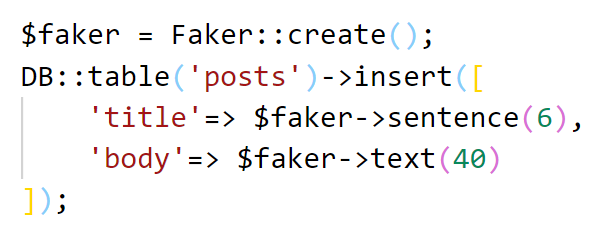 $faker = Faker::create();
DB::table('posts')->insert([
    'title'=> $faker->sentence(6),
    'body'=> $faker->text(40)
]);